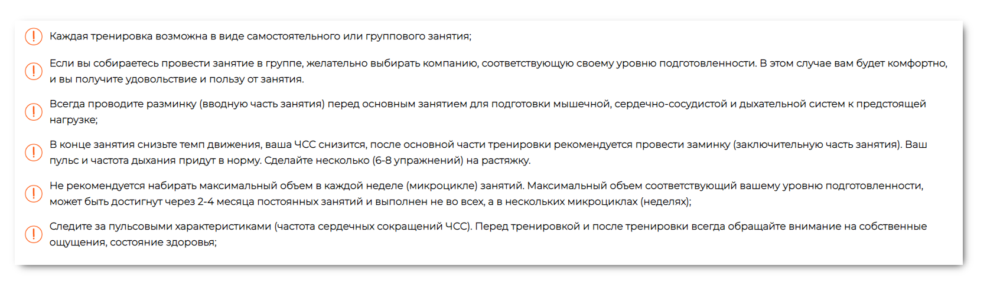 Каждая тренировка возможна в виде самостоятельного или группового занятия;
Если вы собираетесь провести занятие в группе, желательно выбирать компанию, соответствующую своему уровню подготовленности. В этом случае вам будет комфортно,
и вы получите удовольствие и пользу от занятия.
Всегда проводите разминку (вводную часть занятия) перед основным занятием для подготовки мышечной, сердечно-сосудистой и дыхательной систем к предстоящей
нагрузке;
В конце занятия снизьте темп движения, ваша ЧСС снизится, после основной части тренировки рекомендуется провести заминку (заключительную часть занятия). Ваш
пульс и частота дыхания придут в норму. Сделайте несколько (6-8 упражнений) на растяжку.
Не рекомендуется набирать максимальный объем в каждой неделе (микроцикле) занятий. Максимальный объем соответствующий вашему уровню подготовленности,
может быть достигнут через 2-4 месяца постоянных занятий и выполнен не во всех, а в нескольких микроциклах (неделях);
Следите за пульсовыми характеристиками (частота сердечных сокращений ЧСС). Перед тренировкой и после тренировки всегда обращайте внимание на собственные
ощущения, состояние здоровья;